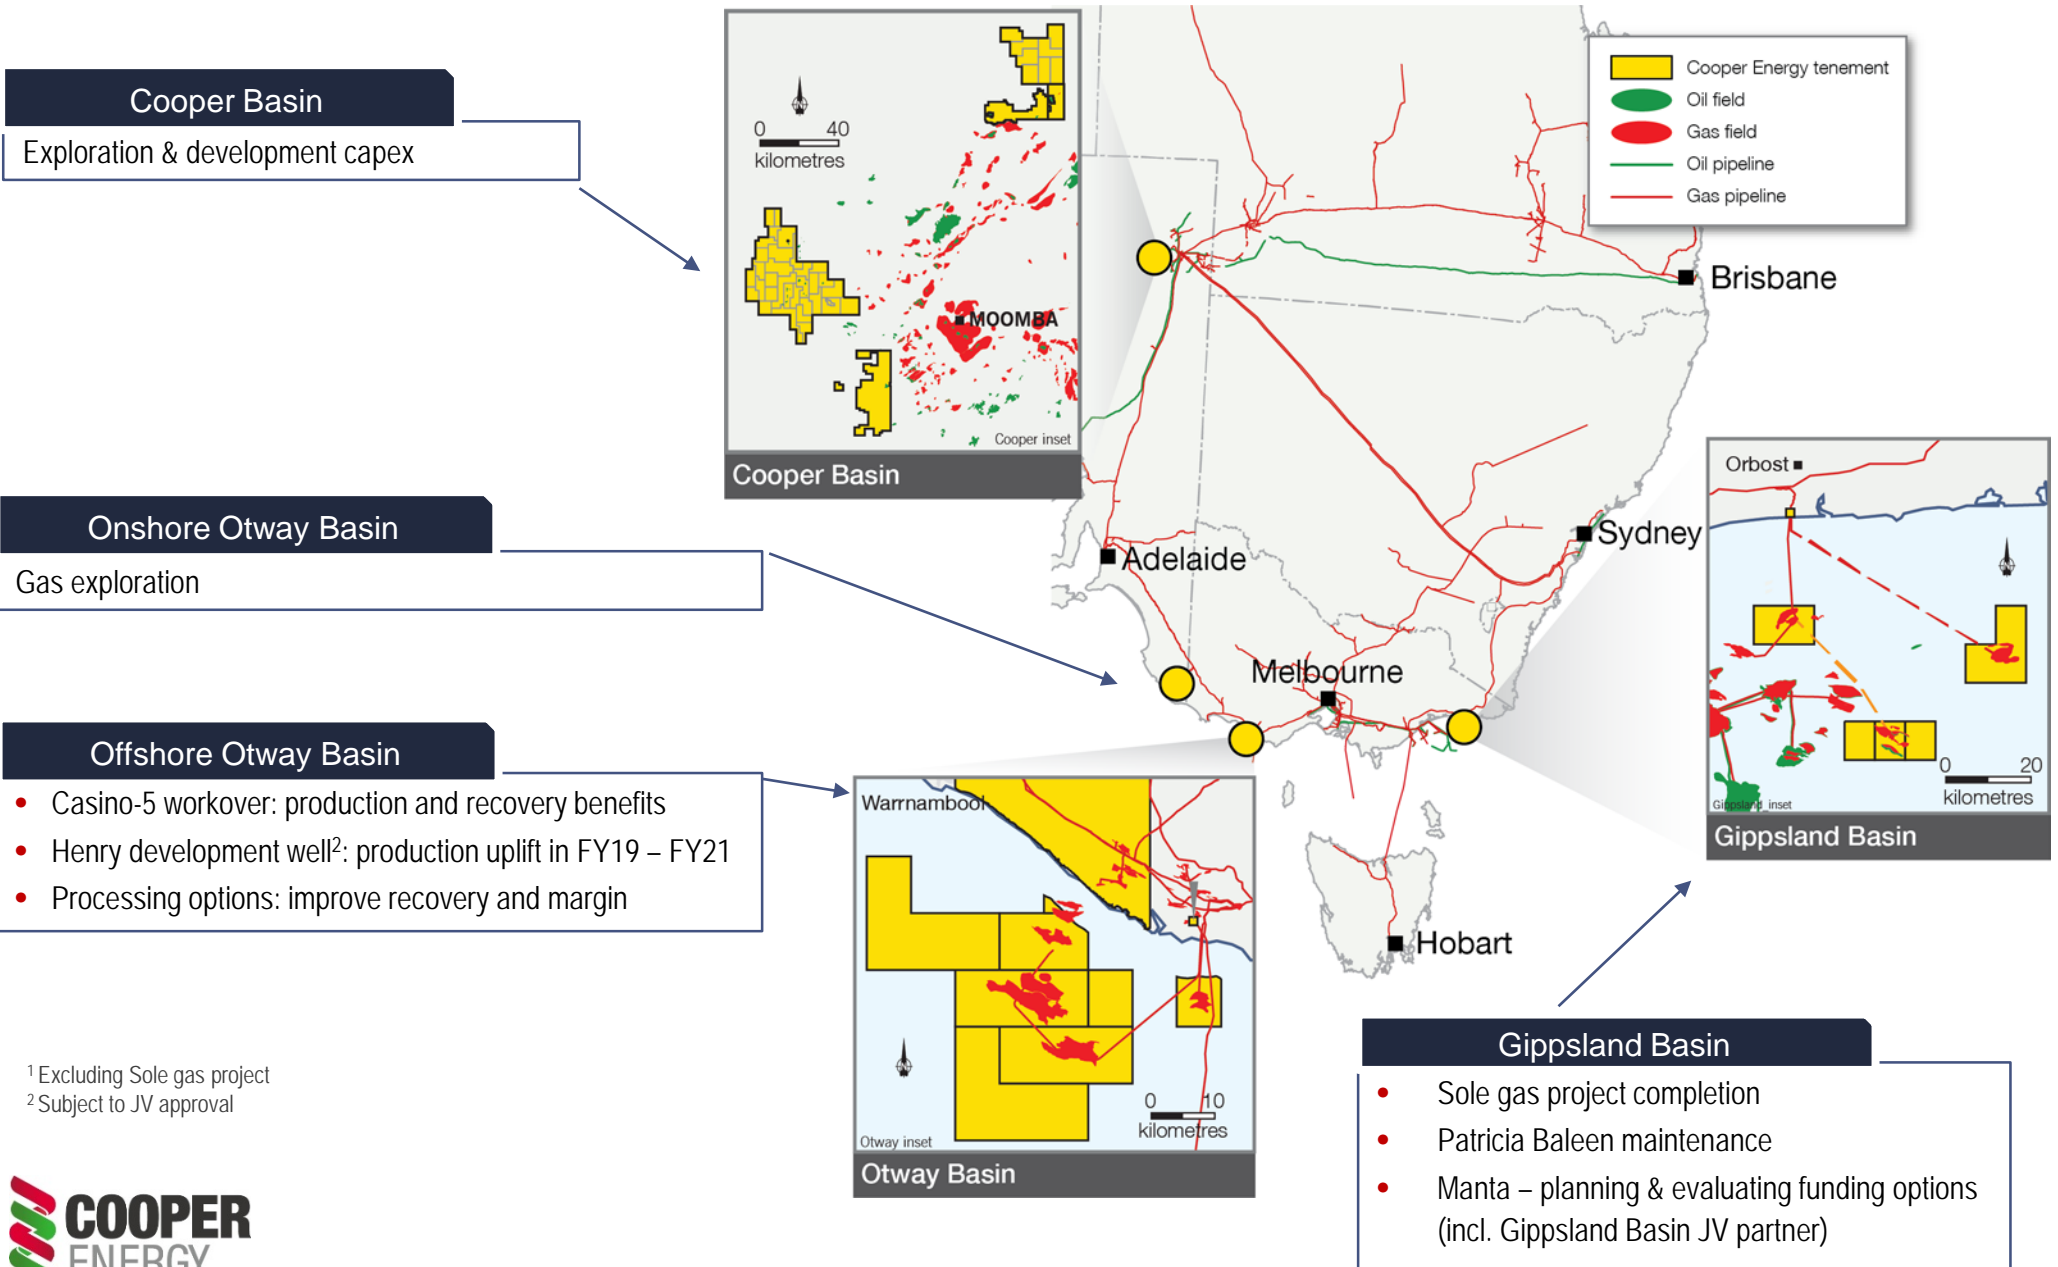 Cooper Basin
Exploration & development capex
Onshore Otway Basin
Gas exploration
Offshore Otway Basin
• Casino-5 workover: production and recovery benefits
• Henry development well²: production uplift in FY19 – FY21
• Processing options: improve recovery and margin
¹ Excluding Sole gas project
² Subject to JV approval
COOPER
ENERGY
0 40
kilometres
MOOMBA
Cooper inset
Cooper Basin
Cooper Energy tenement
Oil field
Gas field
Oil pipeline
Gas pipeline
Brisbane
Sydney
Adelaide
Melbourne
Hobart
Orbost
0 20
kilometres
Gippsland_inset
Gippsland Basin
Warrnambool
0 10
kilometres
Otway inset
Otway Basin
Gippsland Basin
• Sole gas project completion
• Patricia Baleen maintenance
• Manta – planning & evaluating funding options
(incl. Gippsland Basin JV partner)